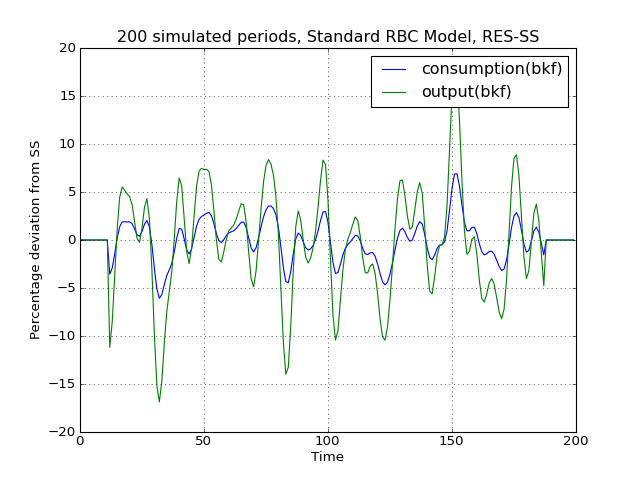 200 simulated periods, Standard RBC Model, RES-SS
20
15
10
5
0
−5
−10
−15
−20
Percentage deviation from SS
consumption(bkf)
output(bkf)
0
50
100
150
200
Time